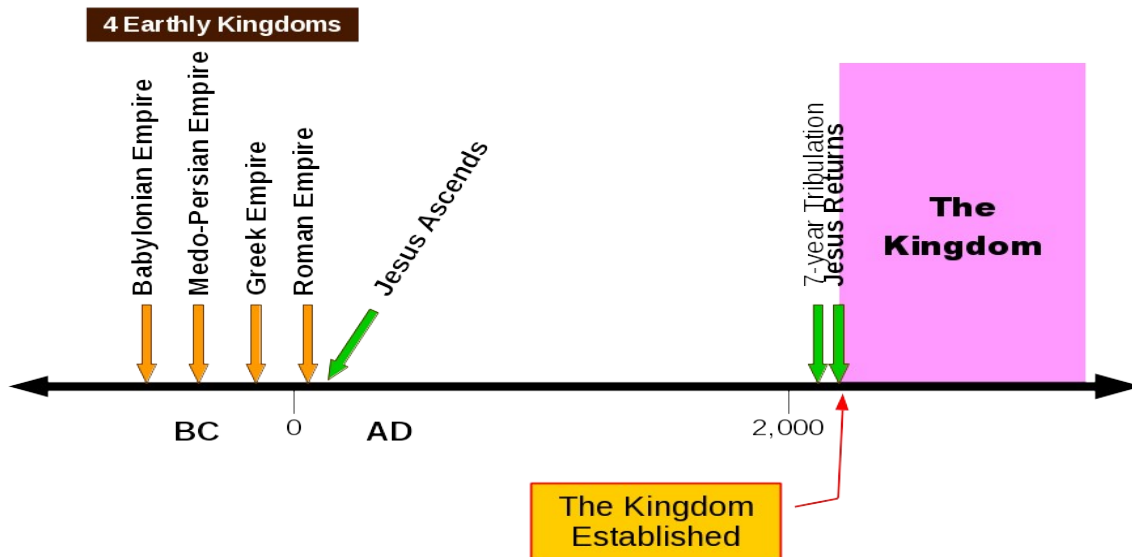 4 Earthly Kingdoms
Babylonian Empire
Medo-Persian Empire
Greek Empire
Roman Empire
Jesus Ascends
7-year Tribulation
Jesus Returns
The
Kingdom
BC
0
AD
2,000
The Kingdom
Established